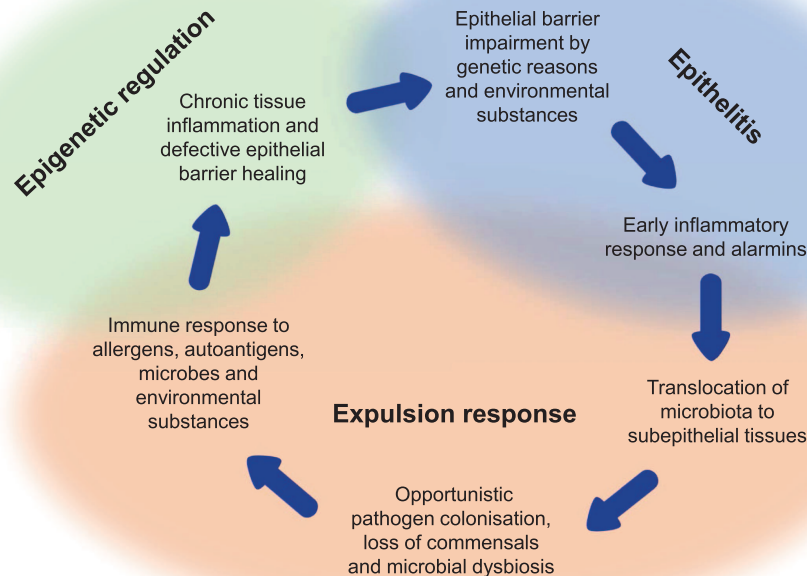 Epithelial barrier
impairment by
genetic reasons
and environmental
substances
Epithelitis
Early inflammatory
response and alarmins
Translocation of
microbiota to
subepithelial tissues
Opportunistic
pathogen colonisation,
loss of commensals
and microbial dysbiosis
Expulsion response
Immune response to
allergens, autoantigens,
microbes and
environmental
substances
Chronic tissue
inflammation and
defective epithelial
barrier healing
Epigenetic regulation